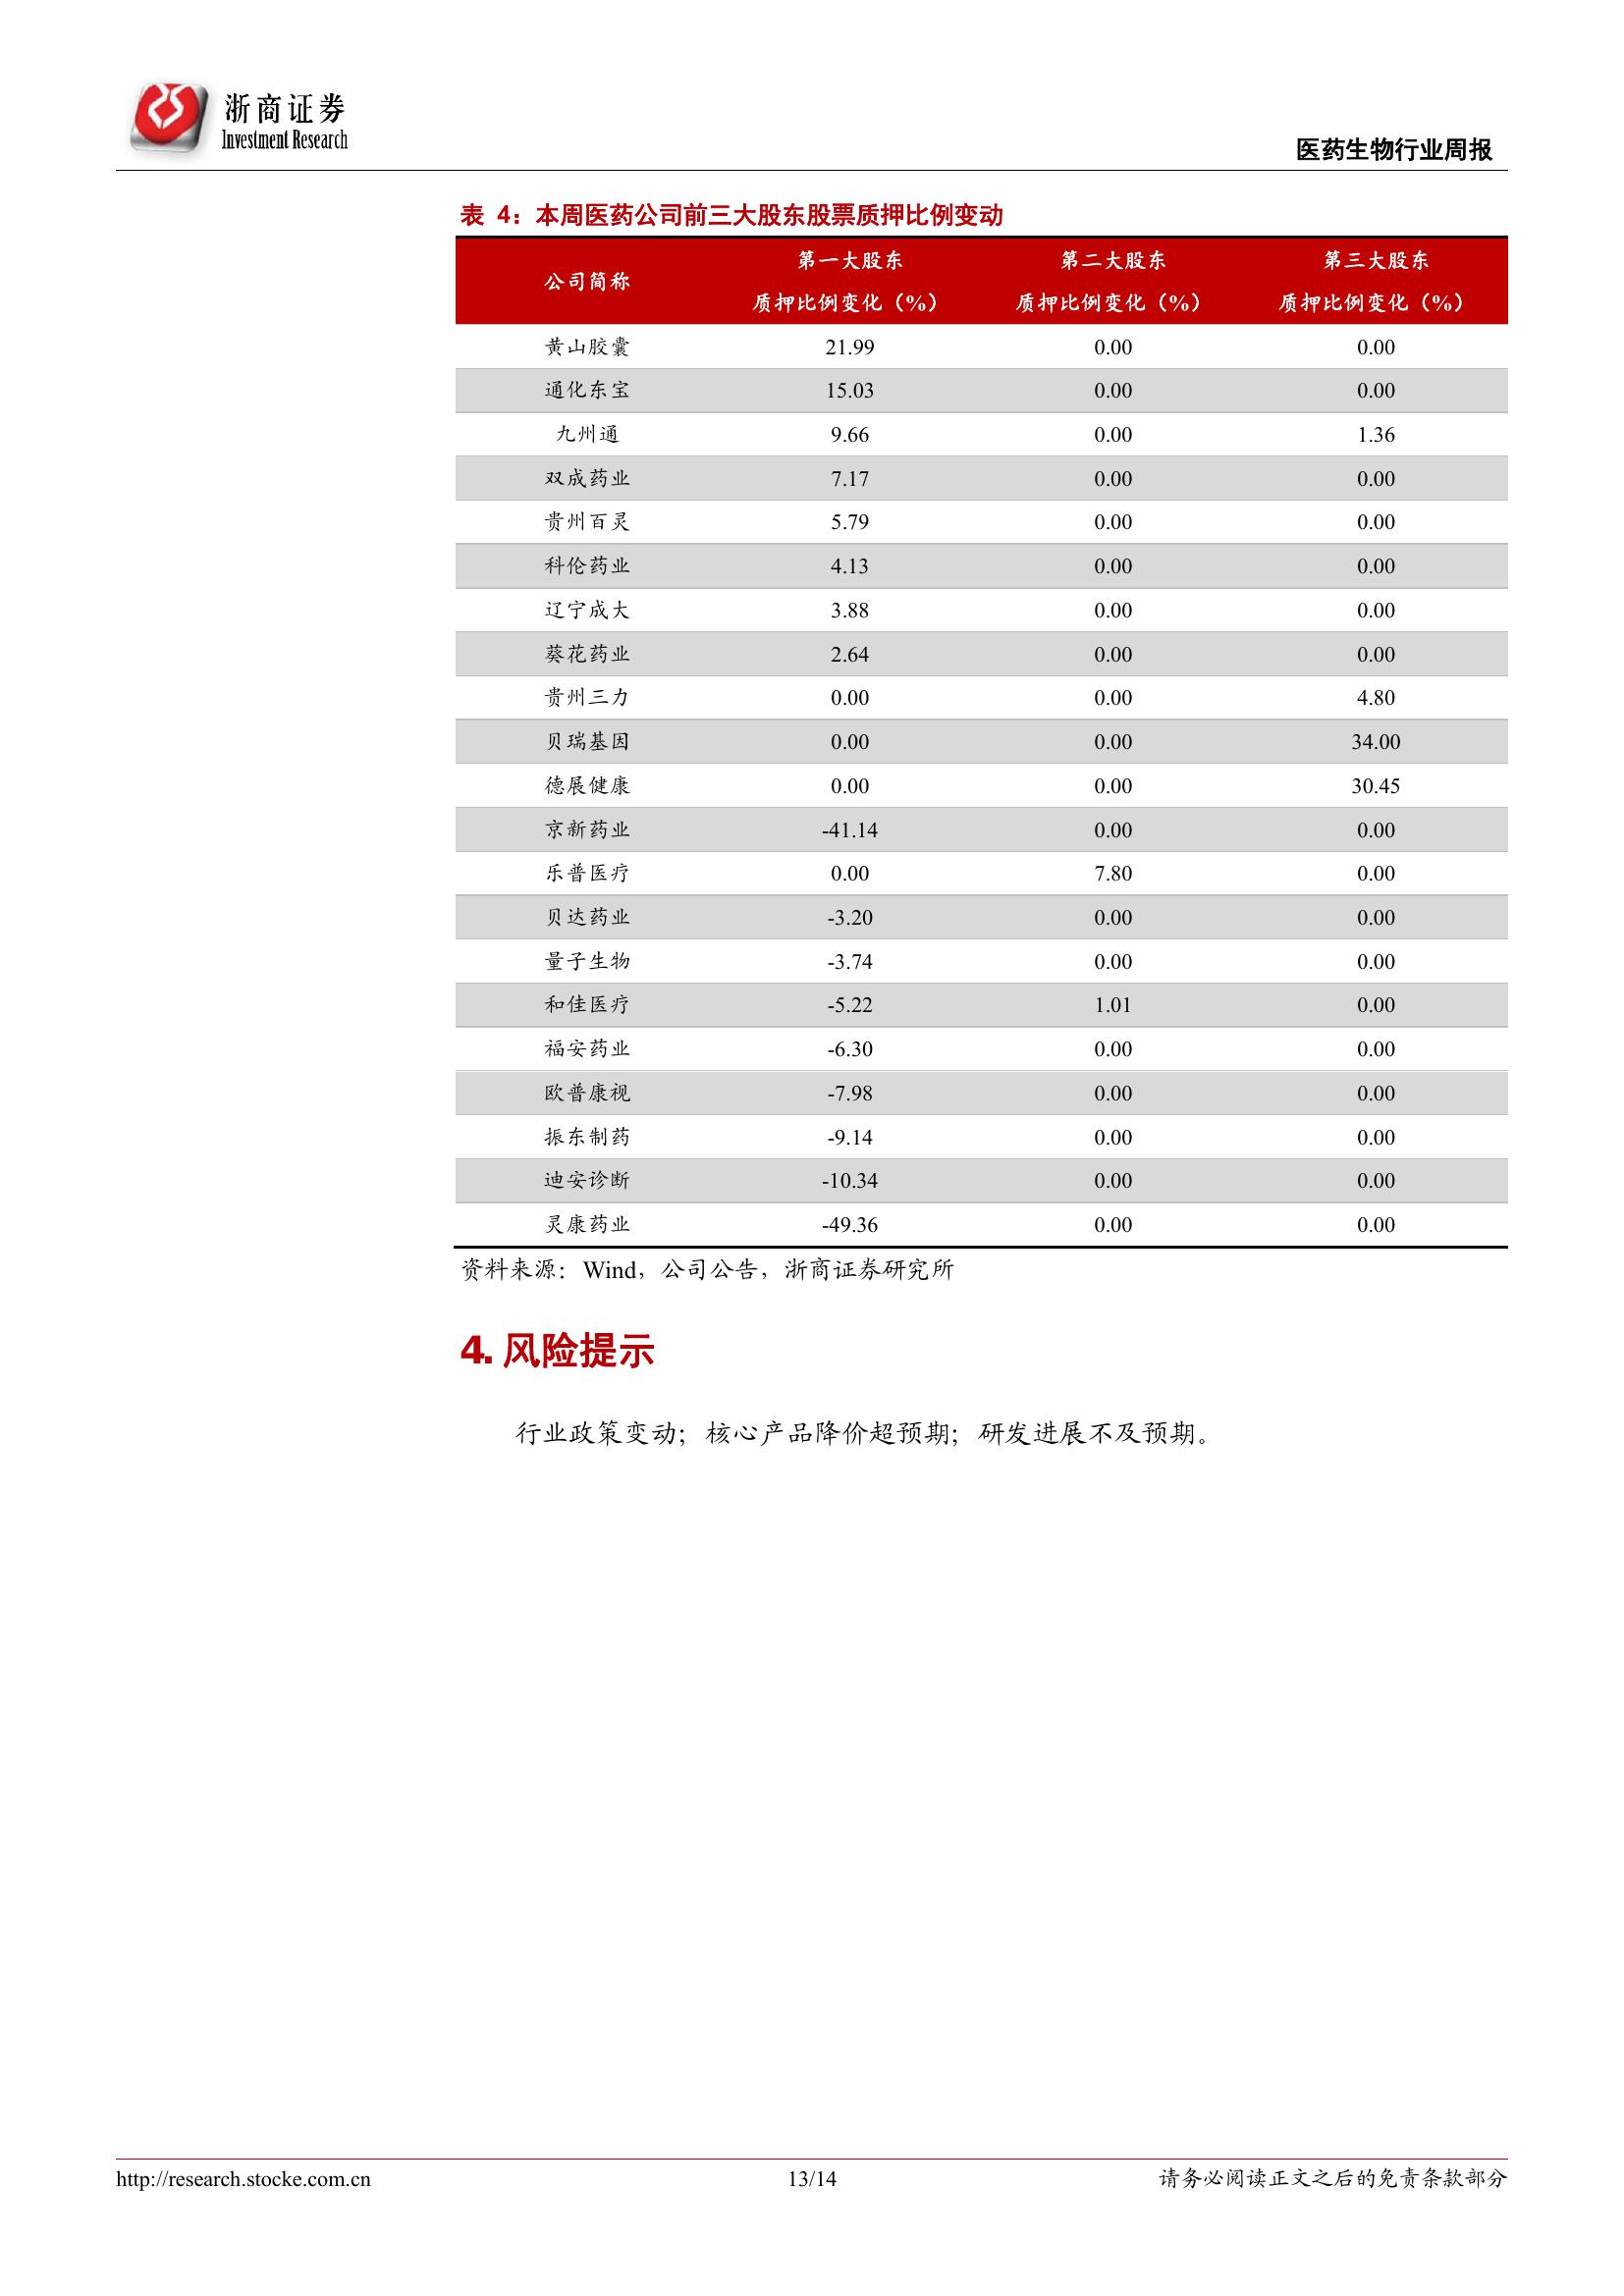 浙商证券
Investment Research
医药生物行业周报
表 4：本周医药公司前三大股东股票质押比例变动
公司简称 第一大股东 质押比例变化（%） 第二大股东 质押比例变化（%） 第三大股东 质押比例变化（%）
黄山胶囊 21.99 0.00 0.00
通化东宝 15.03 0.00 0.00
九州通 9.66 0.00 1.36
双成药业 7.17 0.00 0.00
贵州百灵 5.79 0.00 0.00
科伦药业 4.13 0.00 0.00
辽宁成大 3.88 0.00 0.00
葵花药业 2.64 0.00 0.00
贵州三力 0.00 0.00 4.80
贝瑞基因 0.00 0.00 34.00
德展健康 0.00 0.00 30.45
京新药业 -41.14 0.00 0.00
乐普医疗 0.00 7.80 0.00
贝达药业 -3.20 0.00 0.00
量子生物 -3.74 0.00 0.00
和佳医疗 -5.22 1.01 0.00
福安药业 -6.30 0.00 0.00
欧普康视 -7.98 0.00 0.00
振东制药 -9.14 0.00 0.00
迪安诊断 -10.34 0.00 0.00
灵康药业 -49.36 0.00 0.00
资料来源：Wind，公司公告，浙商证券研究所
4. 风险提示
行业政策变动；核心产品降价超预期；研发进展不及预期。
http://research.stocke.com.cn 13/14 请务必阅读正文之后的免责条款部分